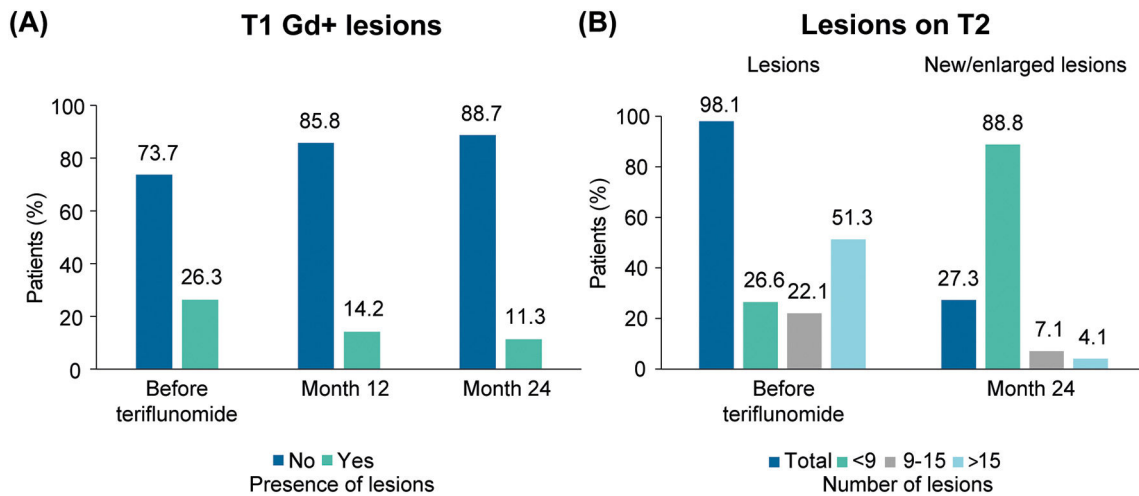 (A) T1 Gd+ lesions
Patients (%)
100
80
60
40
20
0
73.7
26.3
85.8
14.2
88.7
11.3
Before
teriflunomide
Month 12
Month 24
No Yes
Presence of lesions
(B) Lesions on T2
Lesions
New/enlarged lesions
Patients (%)
100
80
60
40
20
0
98.1
26.6
22.1
51.3
27.3
88.8
7.1
4.1
Before
teriflunomide
Month 24
Total <9 9-15 >15
Number of lesions